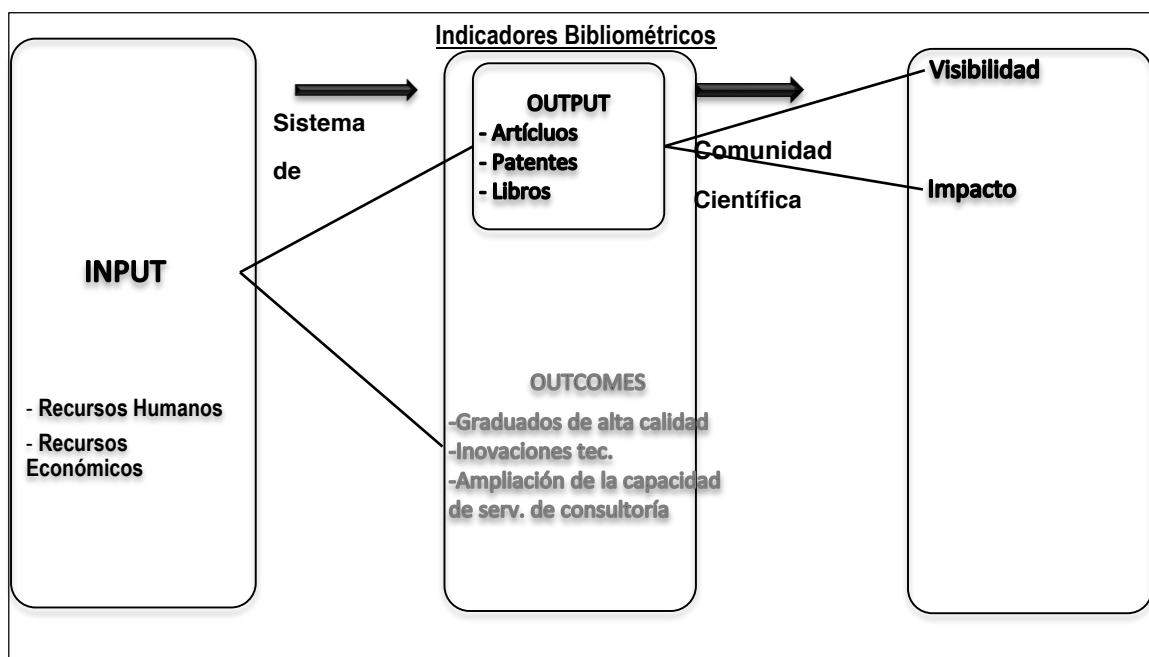 Indicadores Bibliométricos
INPUT
- Recursos Humanos
- Recursos
Económicos
Sistema
de
OUTPUT
- Artícluos
- Patentes
- Libros
OUTCOMES
-Graduados de alta calidad
-Inovaciones tec.
-Ampliación de la capacidad
de serv. de consultoría
Comunidad
Científica
Visibilidad
Impacto